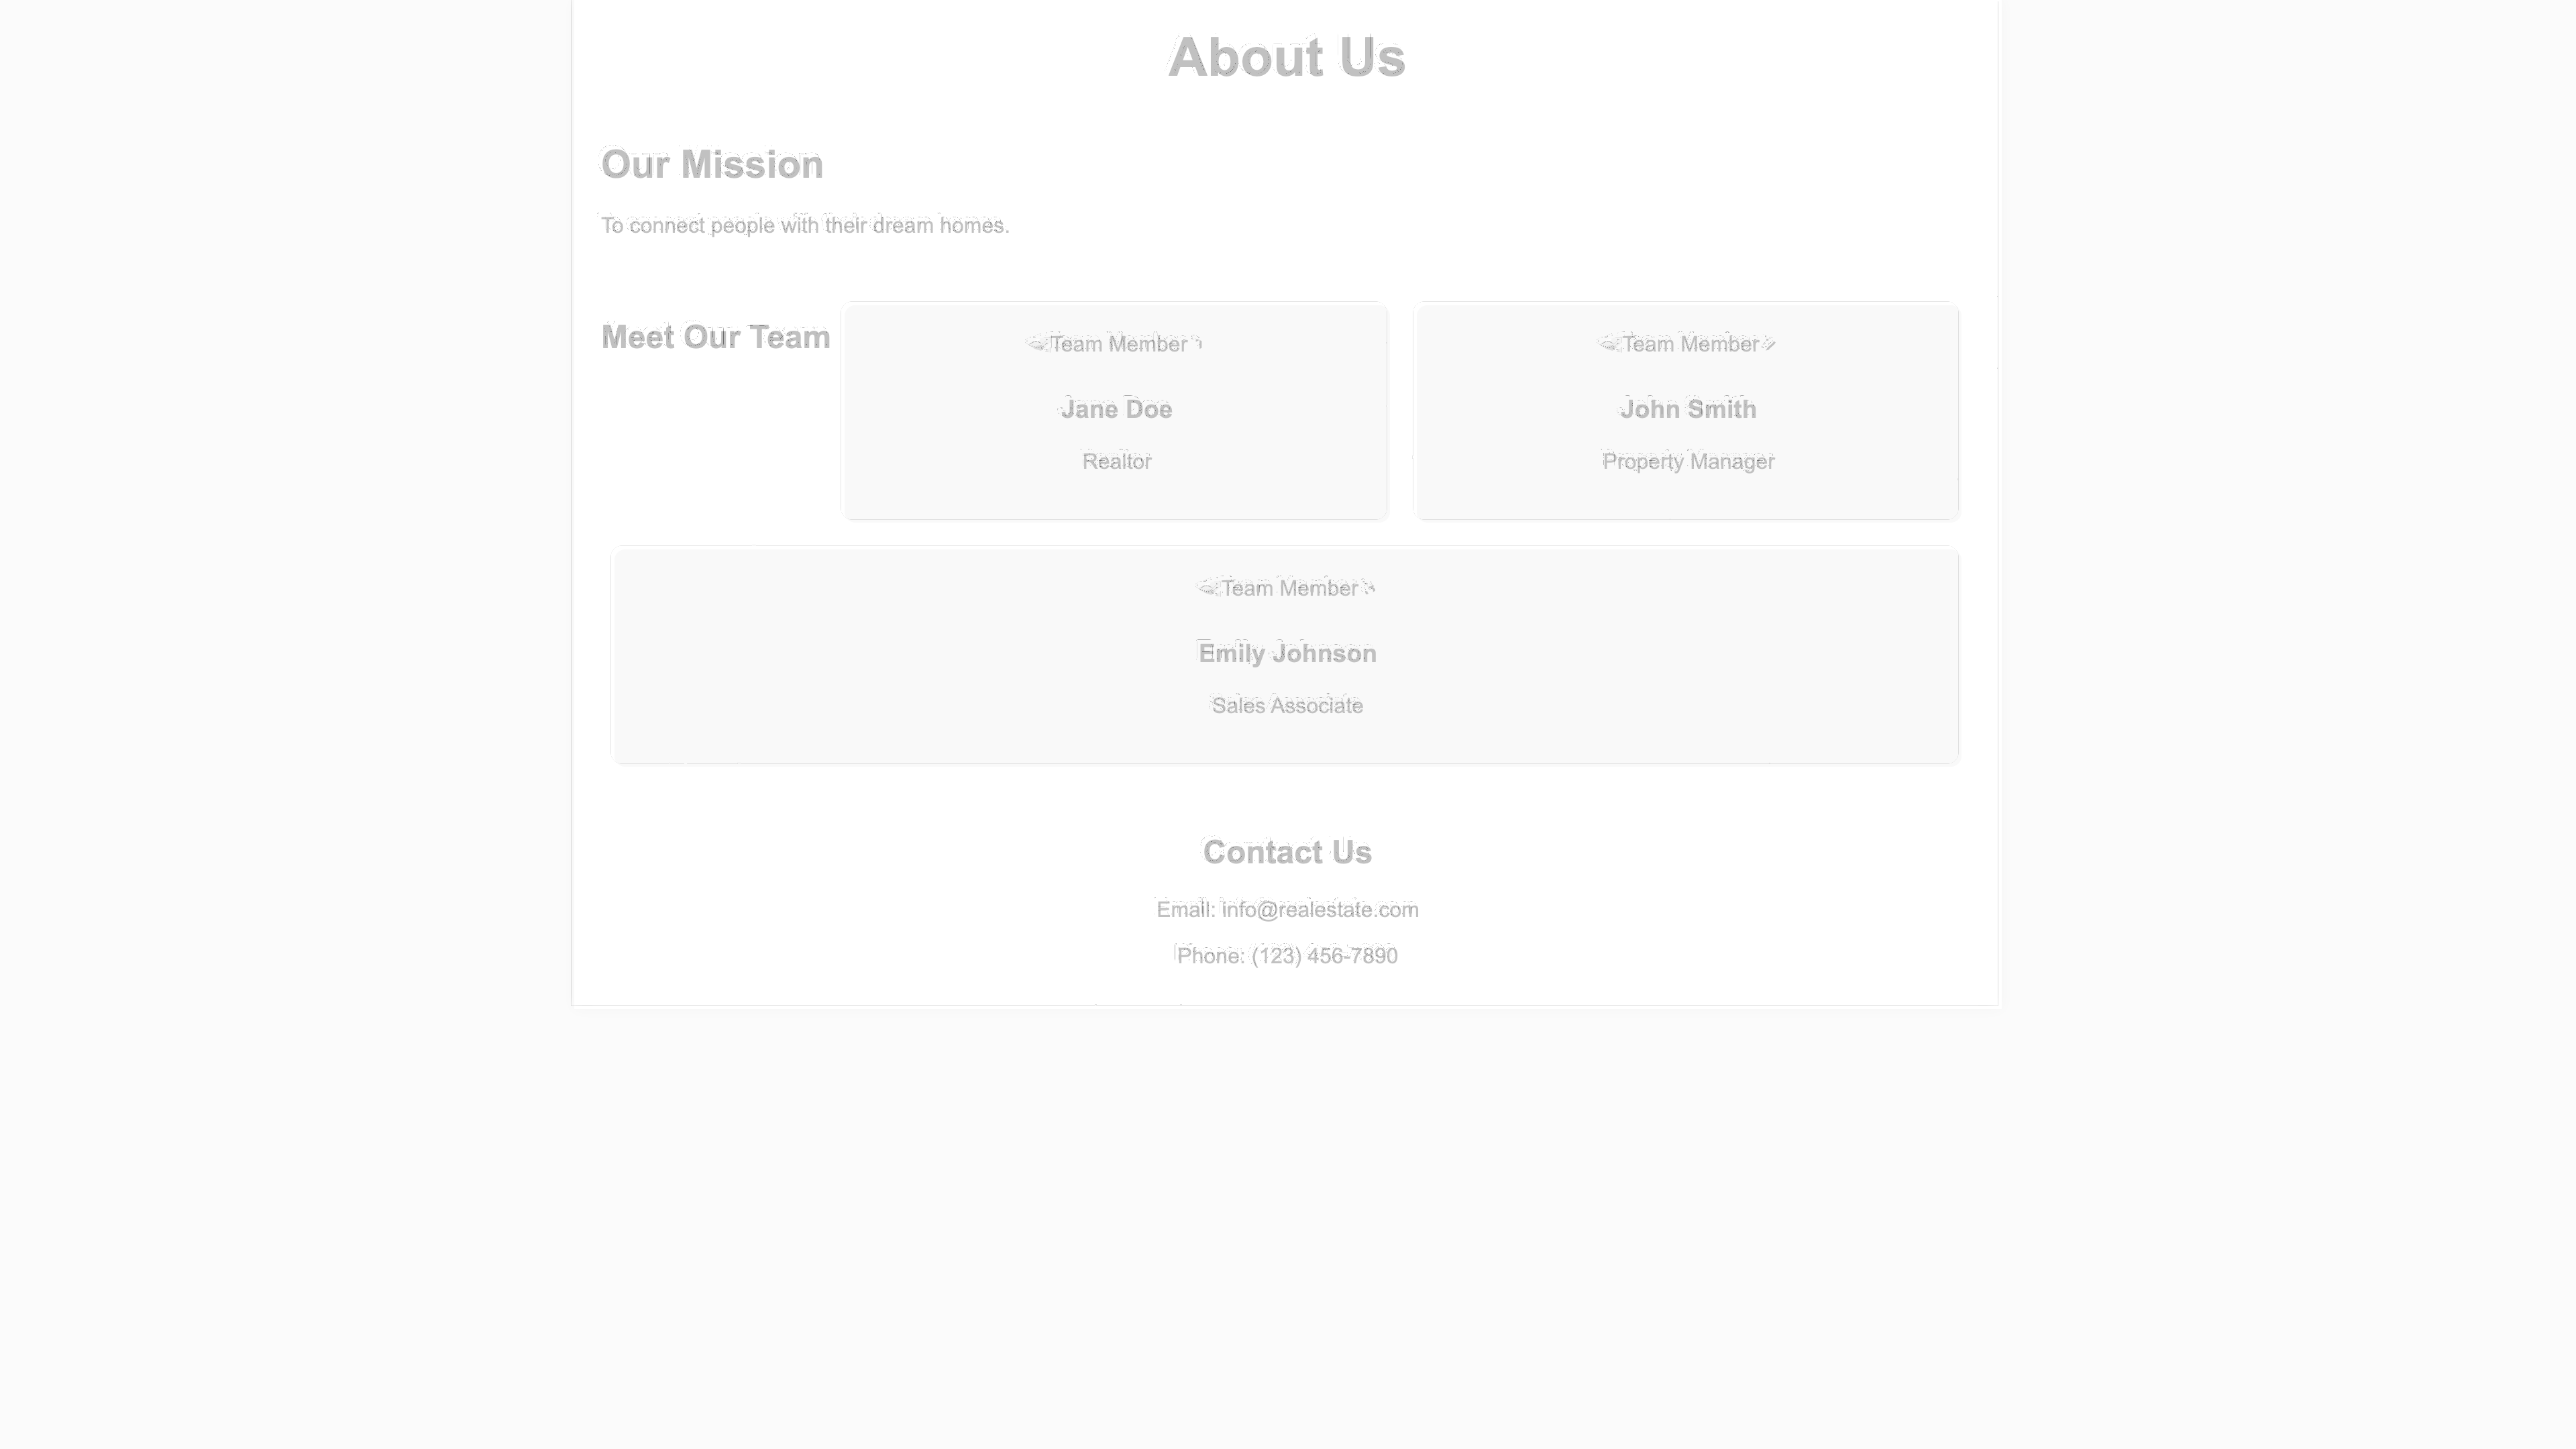 About Us
Our Mission
To connect people with their dream homes.
Meet Our Team
Team Member
Jane Doe
Realtor
Team Member
John Smith
Property Manager
Team Member
Emily Johnson
Sales Associate
Contact Us
Email: info@realestate.com
Phone: (123) 456-7890